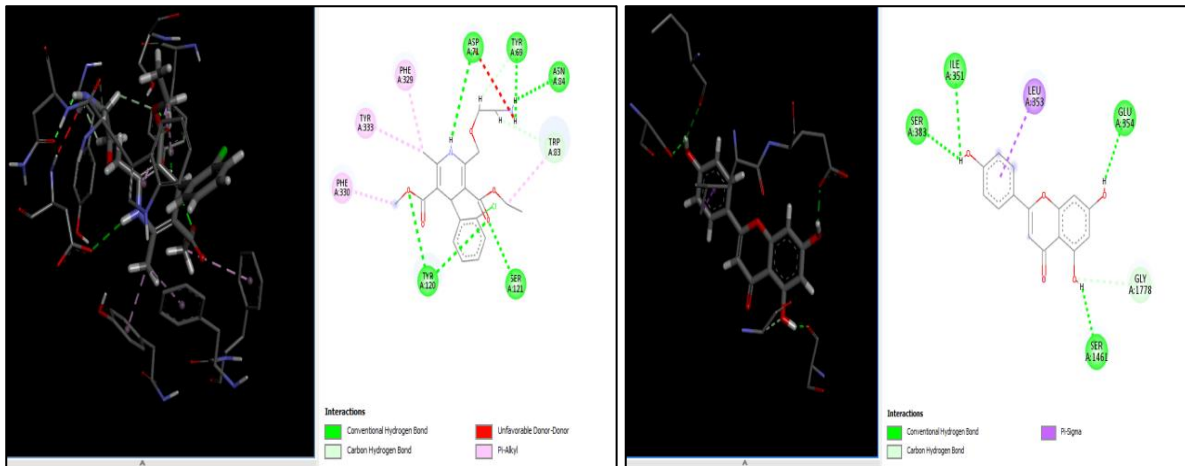 ASP
A:74
TYR
A:69
ASN
A:84
PHE
A:329
TYR
A:333
TRP
A:83
PHE
A:330
TYR
A:120
SER
A:121
Interactions
Conventional Hydrogen Bond
Carbon Hydrogen Bond
Unfavorable Donor-Donor
Pi-Alkyl
ILE
A:351
LEU
A:353
SER
A:383
GLU
A:354
GLY
A:1778
SER
A:1461
Interactions
Conventional Hydrogen Bond
Carbon Hydrogen Bond
Pi-Sigma